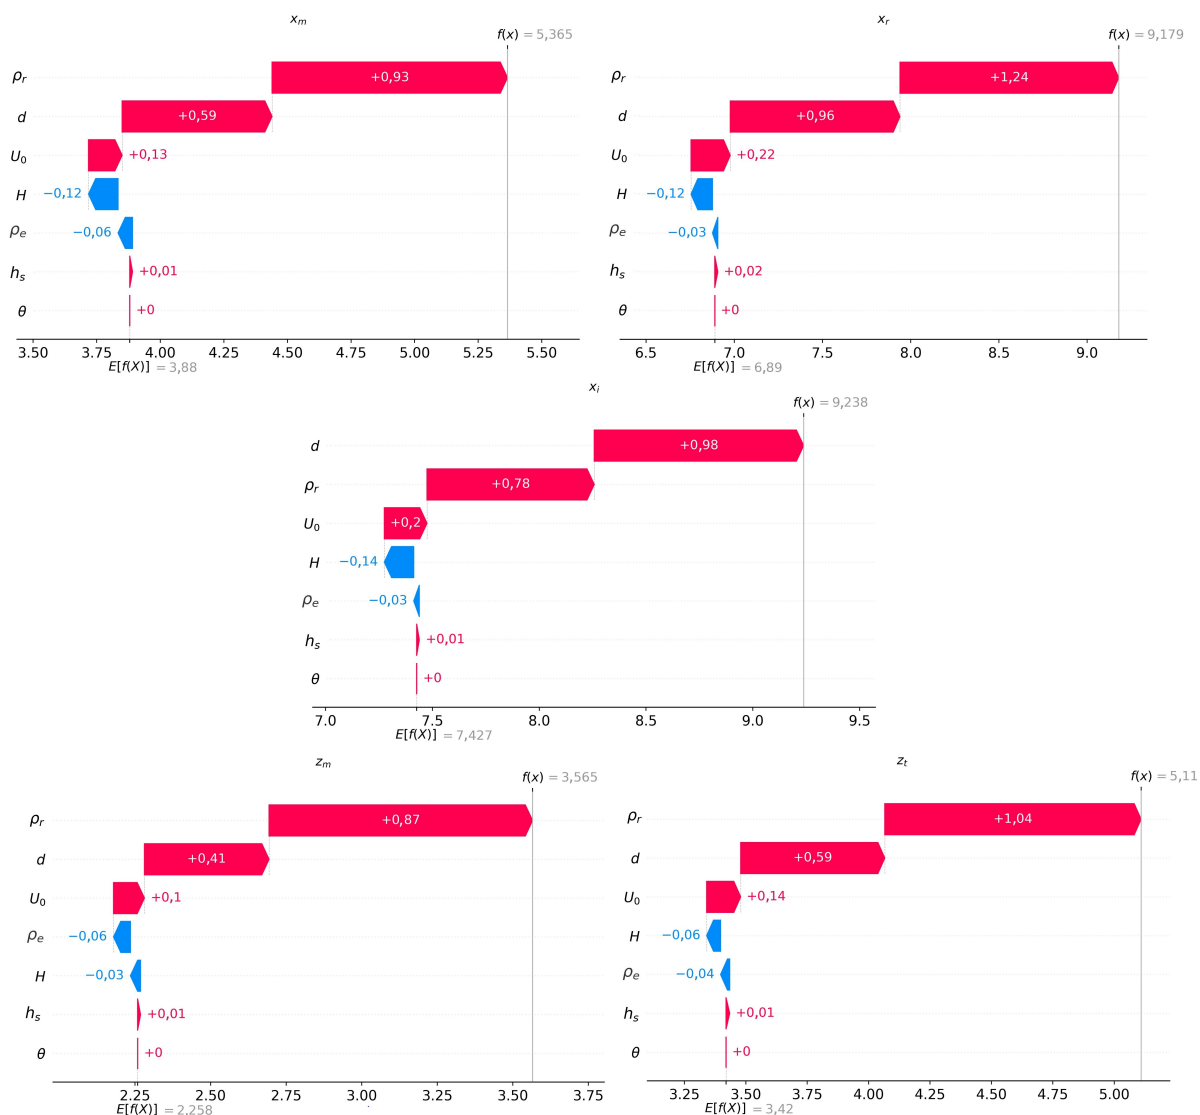 x_m
f(x) = 5,365
ρ_r +0,93
d +0,59
U_0 +0,13
H −0,12
ρ_e −0,06
h_s +0,01
θ +0
3.50 3.75 4.00 4.25 4.50 4.75 5.00 5.25 5.50
E[f(X)] = 3,88
x_r
f(x) = 9,179
ρ_r +1,24
d +0,96
U_0 +0,22
H −0,12
ρ_e −0,03
h_s +0,02
θ +0
6.5 7.0 7.5 8.0 8.5 9.0
E[f(X)] = 6,89
x_i
f(x) = 9,238
d +0,98
ρ_r +0,78
U_0 +0,2
H −0,14
ρ_e −0,03
h_s +0,01
θ +0
7.0 7.5 8.0 8.5 9.0 9.5
E[f(X)] = 7,427
z_m
f(x) = 3,565
ρ_r +0,87
d +0,41
U_0 +0,1
ρ_e −0,06
H −0,03
h_s +0,01
θ +0
2.25 2.50 2.75 3.00 3.25 3.50 3.75
E[f(X)] = 2,258
z_t
f(x) = 5,11
ρ_r +1,04
d +0,59
U_0 +0,14
H −0,06
ρ_e −0,04
h_s +0,01
θ +0
3.25 3.50 3.75 4.00 4.25 4.50 4.75 5.00
E[f(X)] = 3,42